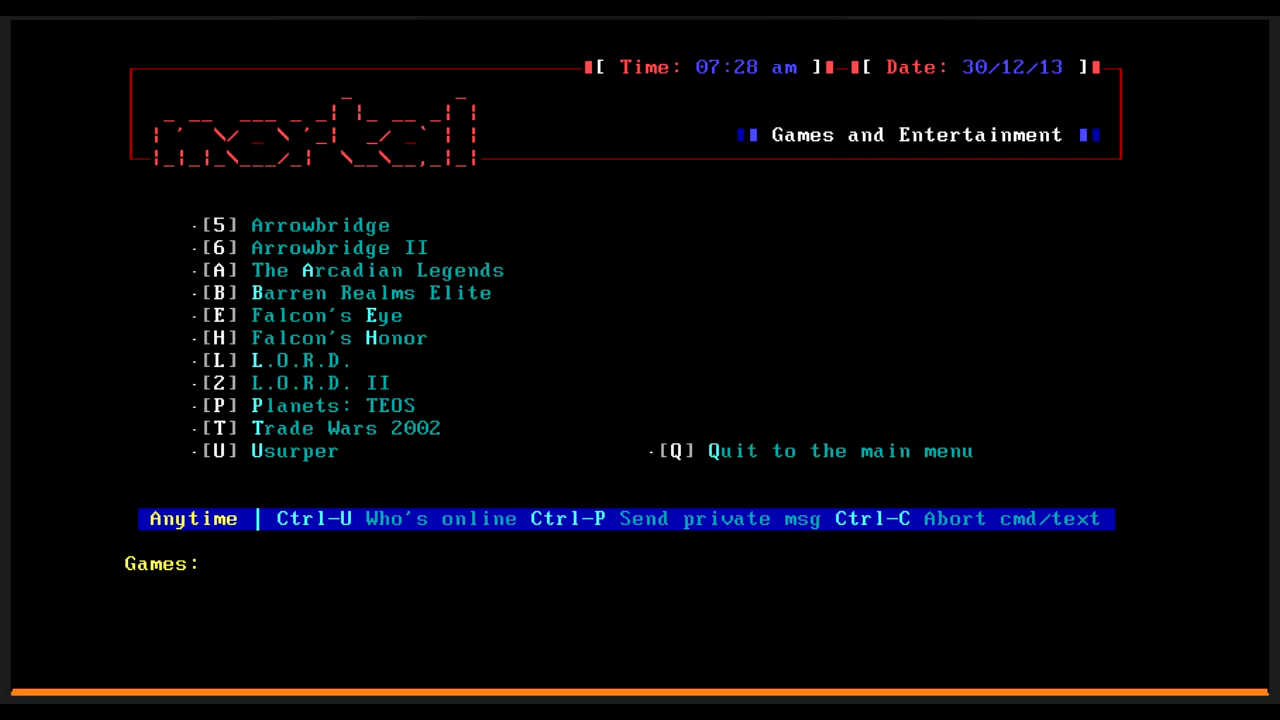 [ Time: 07:28 am ] [ Date: 30/12/13 ]
mortal
Games and Entertainment
[5] Arrowbridge
[6] Arrowbridge II
[A] The Arcadian Legends
[B] Barren Realms Elite
[E] Falcon's Eye
[H] Falcon's Honor
[L] L.O.R.D.
[2] L.O.R.D. II
[P] Planets: TEOS
[T] Trade Wars 2002
[U] Usurper [Q] Quit to the main menu
Anytime | Ctrl-U Who's online Ctrl-P Send private msg Ctrl-C Abort cmd/text
Games: